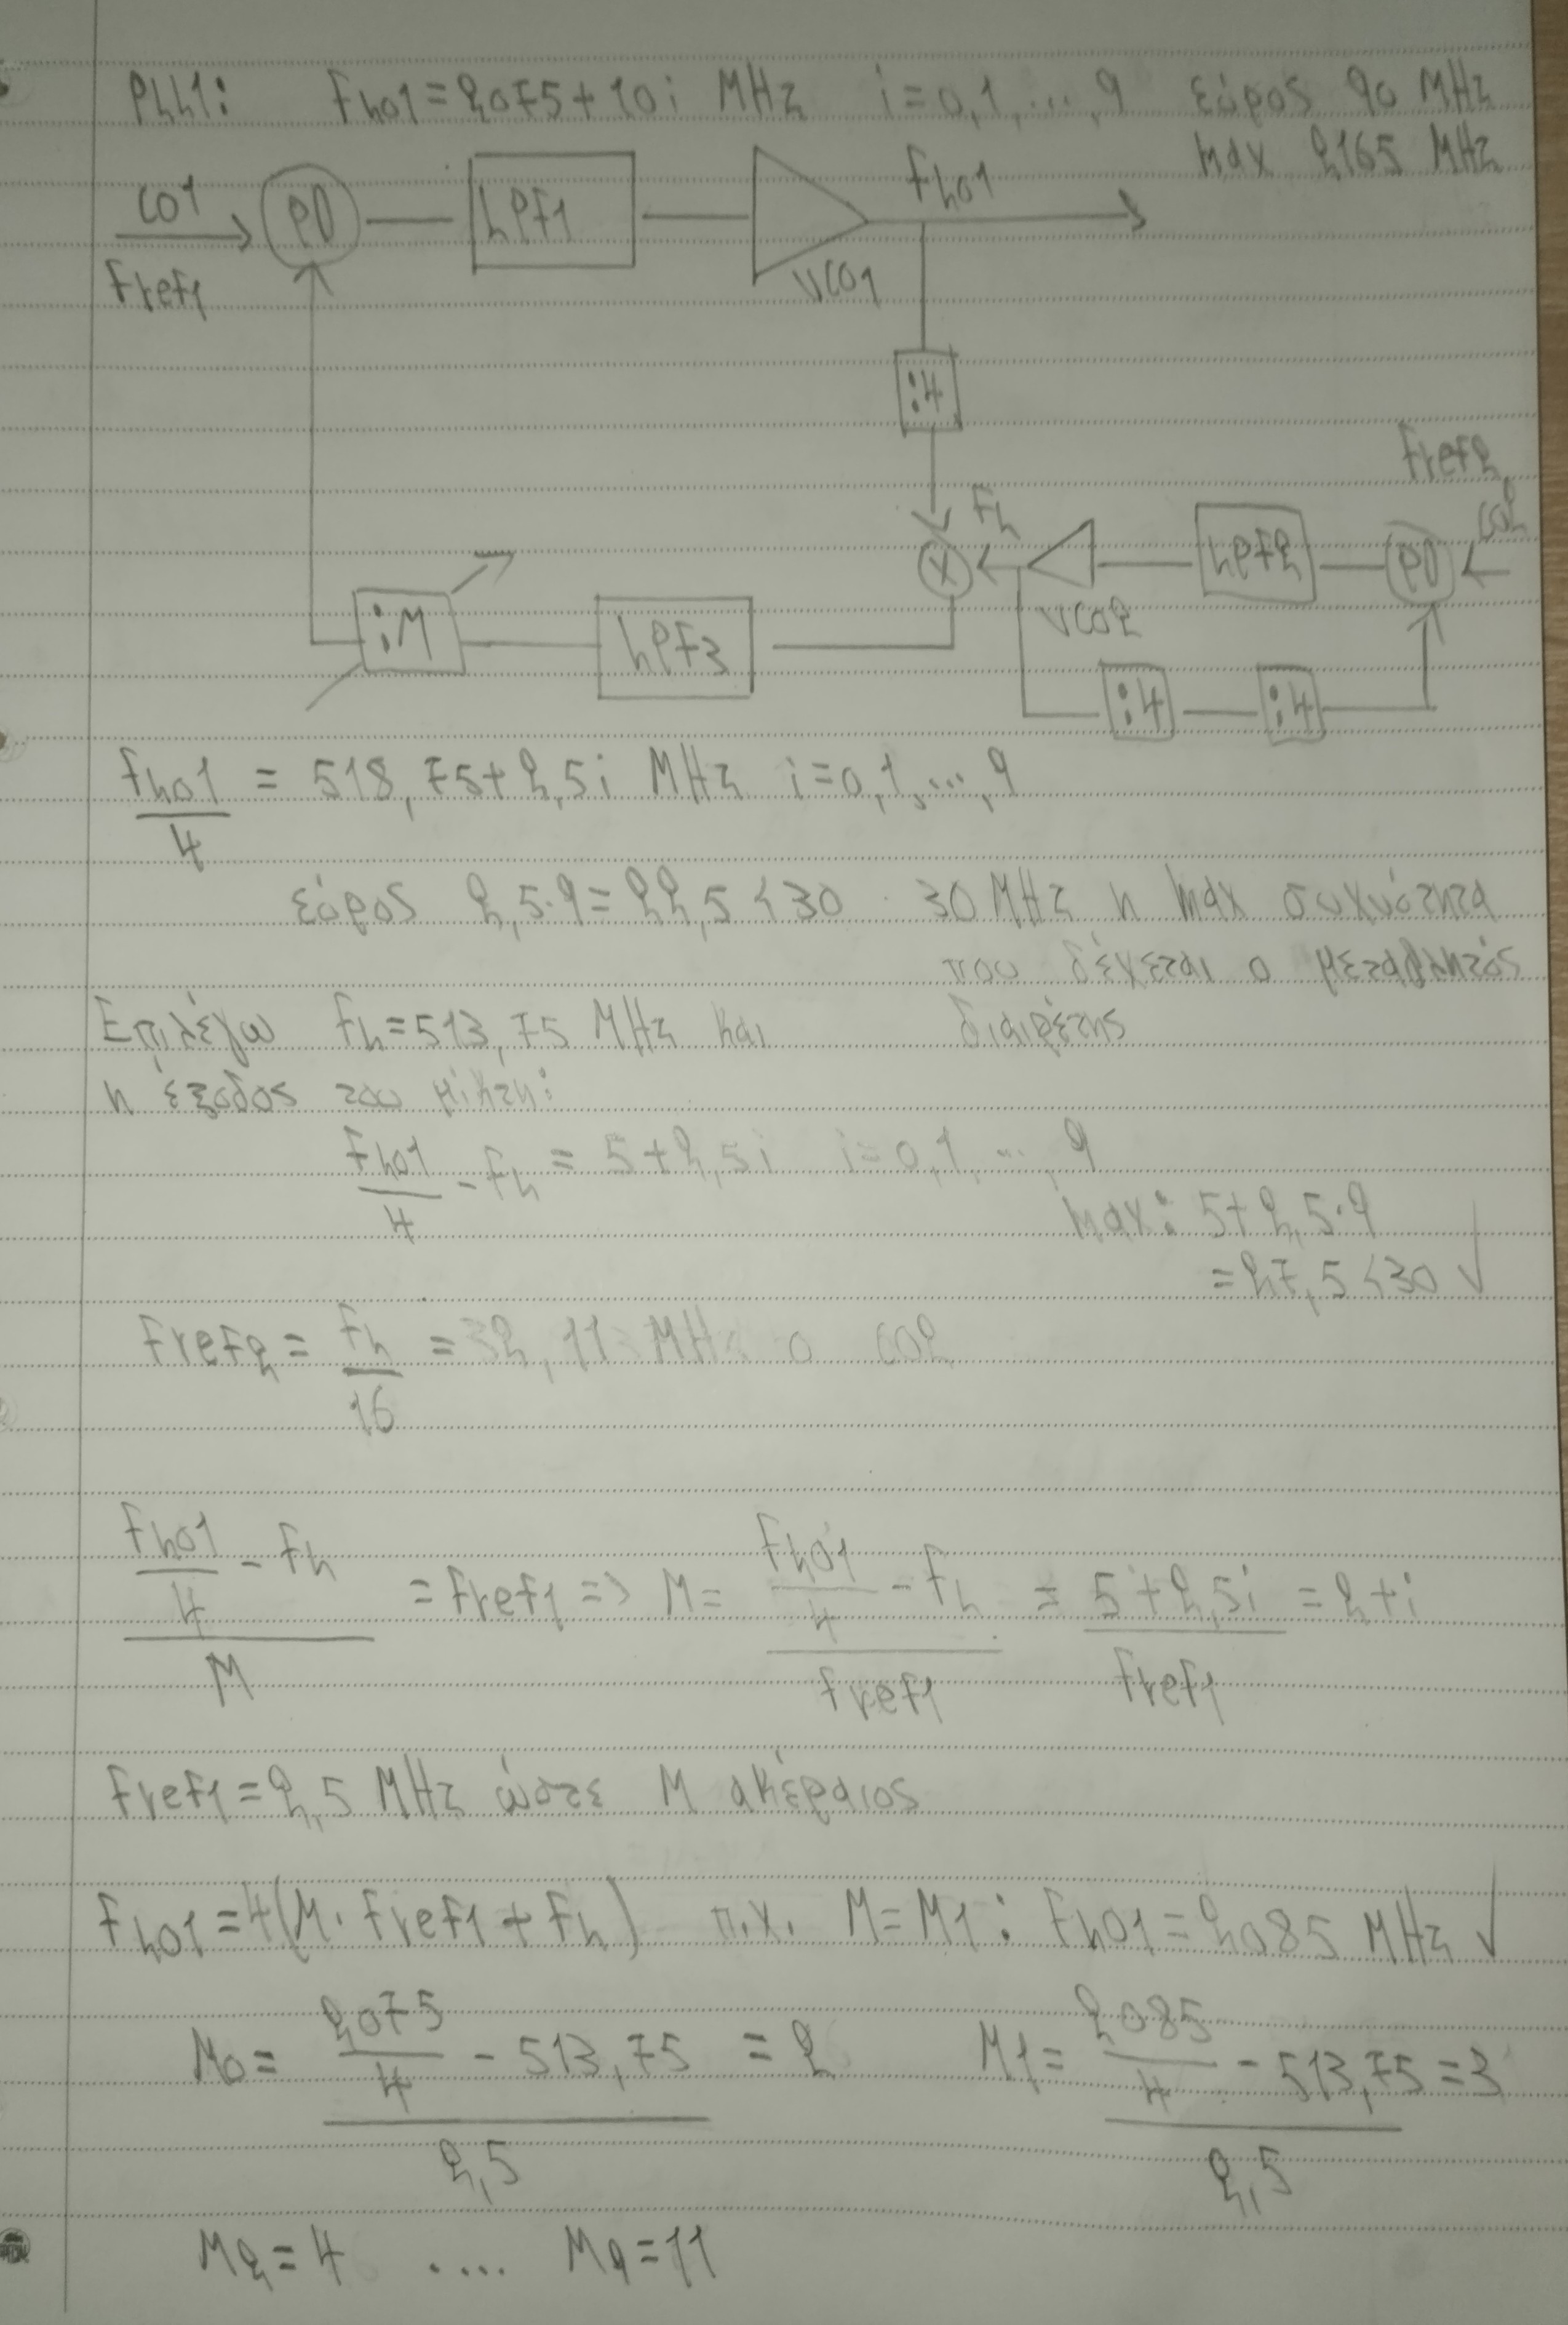 PLL1: FLO1 = 2075 + 10i MHz i = 0,1,...,9 εύρος 90 MHz
max 2165 MHz
CO1
Fref1
PD
LPF1
VCO1
FLO1
:4
Fref2
CO2
PD
LPF2
VCO2
FL
X
:M
LPF3
:4
:4
FLO1/4 = 518,75 + 2,5i MHz i = 0,1,...,9
εύρος 2,5·9 = 22,5 < 30 30 MHz η max συχνότητα
που δέχεται ο μεταβλητός
Επιλέγω FL = 513,75 MHz και
διαιρέτης
η έξοδος του μίκτη:
FLO1/4 - FL = 5 + 2,5i i = 0,1,...,9
max: 5 + 2,5·9
= 27,5 < 30 ✓
Fref2 = FL/16 = 32,11 MHz ο CO2
(FLO1/4 - FL)/M = Fref1 => M = (FLO1/4 - FL)/Fref1 = (5 + 2,5i)/Fref1 = 2 + i
Fref1 = 2,5 MHz ώστε M ακέραιος
FLO1 = 4(M·Fref1 + FL) π.χ. M = M1: FLO1 = 2085 MHz ✓
M0 = (2075/4 - 513,75)/2,5 = 2 M1 = (2085/4 - 513,75)/2,5 = 3
M2 = 4 .... M9 = 11